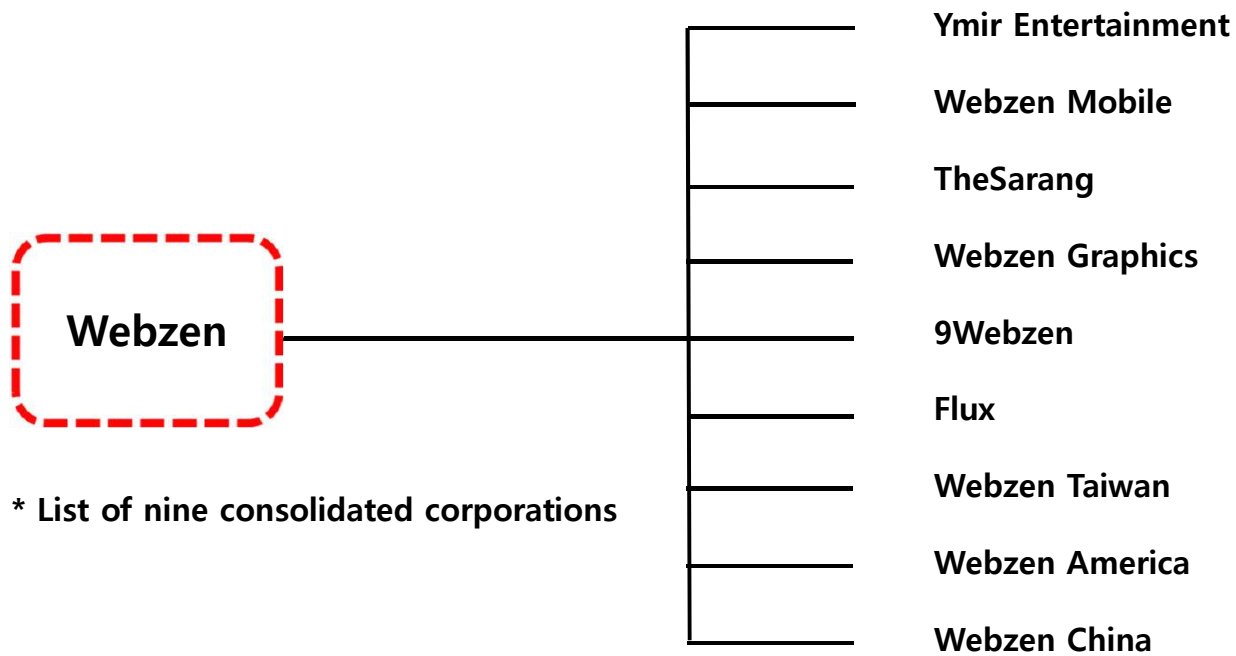 Ymir Entertainment
Webzen Mobile
TheSarang
Webzen Graphics
Webzen
9Webzen
Flux
Webzen Taiwan
* List of nine consolidated corporations
Webzen America
Webzen China